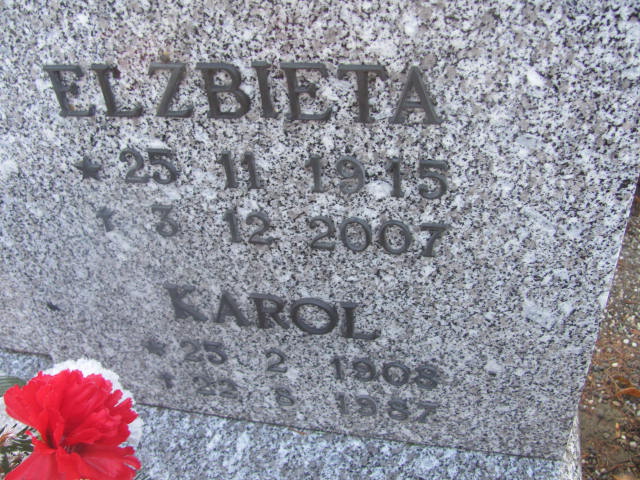 ELZBIETA
★ 25 11 1915
† 3 12 2007
KAROL
★ 25 2 1908
† 22 8 1987